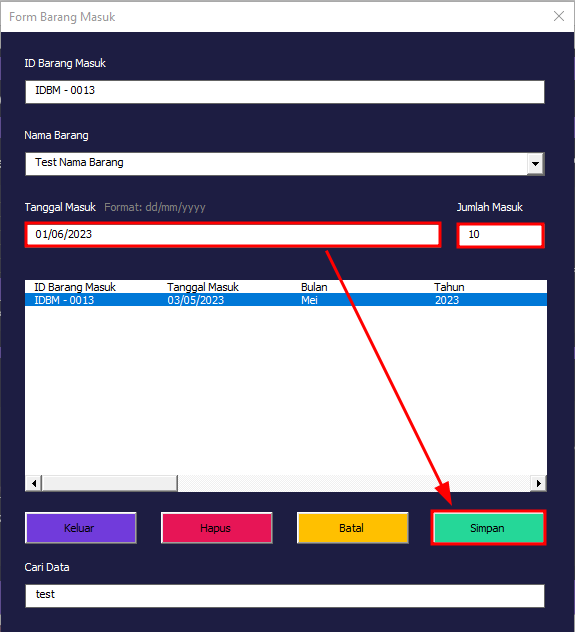 Form Barang Masuk
ID Barang Masuk
IDBM - 0013
Nama Barang
Test Nama Barang
Tanggal Masuk Format: dd/mm/yyyy Jumlah Masuk
01/06/2023 10
ID Barang Masuk Tanggal Masuk Bulan Tahun
IDBM - 0013 03/05/2023 Mei 2023
Keluar Hapus Batal Simpan
Cari Data
test